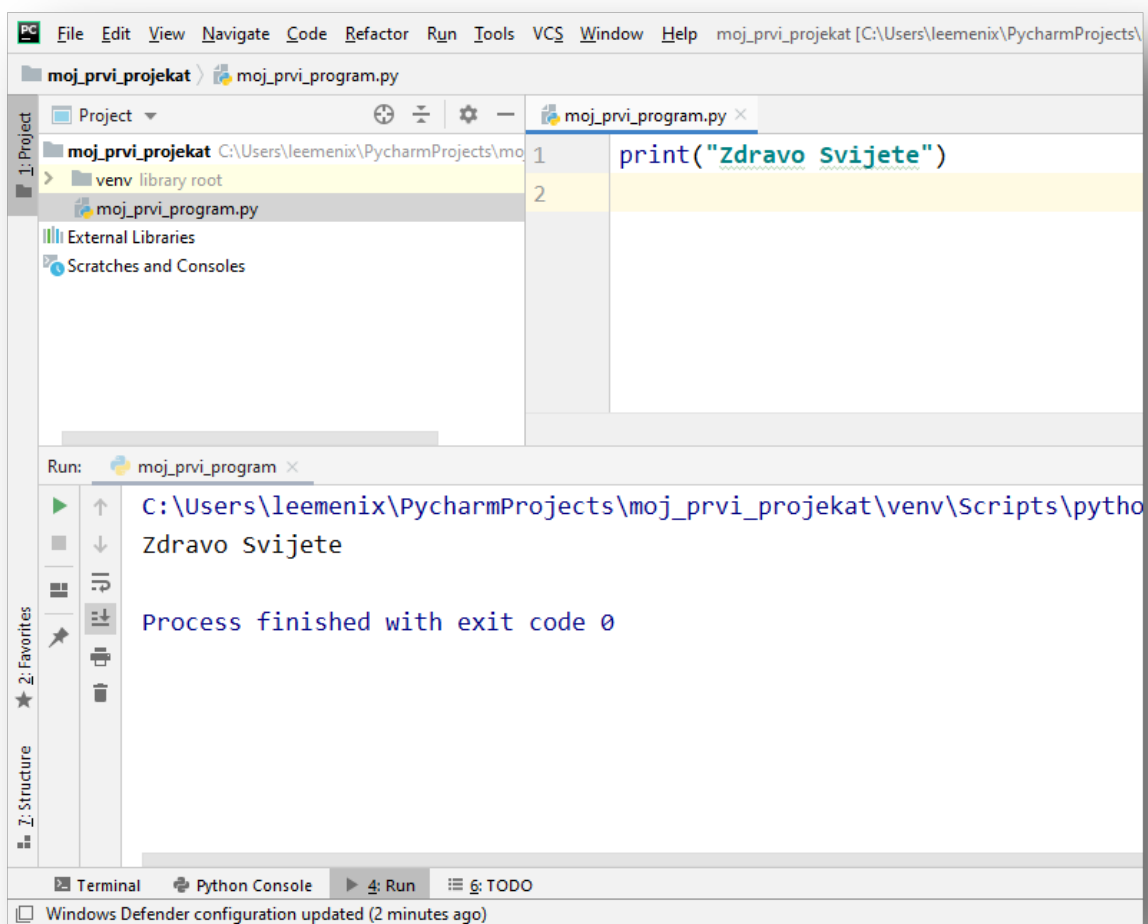 PC File Edit View Navigate Code Refactor Run Tools VCS Window Help moj_prvi_projekat [C:\Users\leemenix\PycharmProjects\
moj_prvi_projekat moj_prvi_program.py
1: Project
Project
moj_prvi_projekat C:\Users\leemenix\PycharmProjects\mo
venv library root
moj_prvi_program.py
External Libraries
Scratches and Consoles
moj_prvi_program.py
1 print("Zdravo Svijete")
2
Run: moj_prvi_program
C:\Users\leemenix\PycharmProjects\moj_prvi_projekat\venv\Scripts\pytho
Zdravo Svijete
Process finished with exit code 0
2: Favorites
7: Structure
Terminal Python Console 4: Run 6: TODO
Windows Defender configuration updated (2 minutes ago)